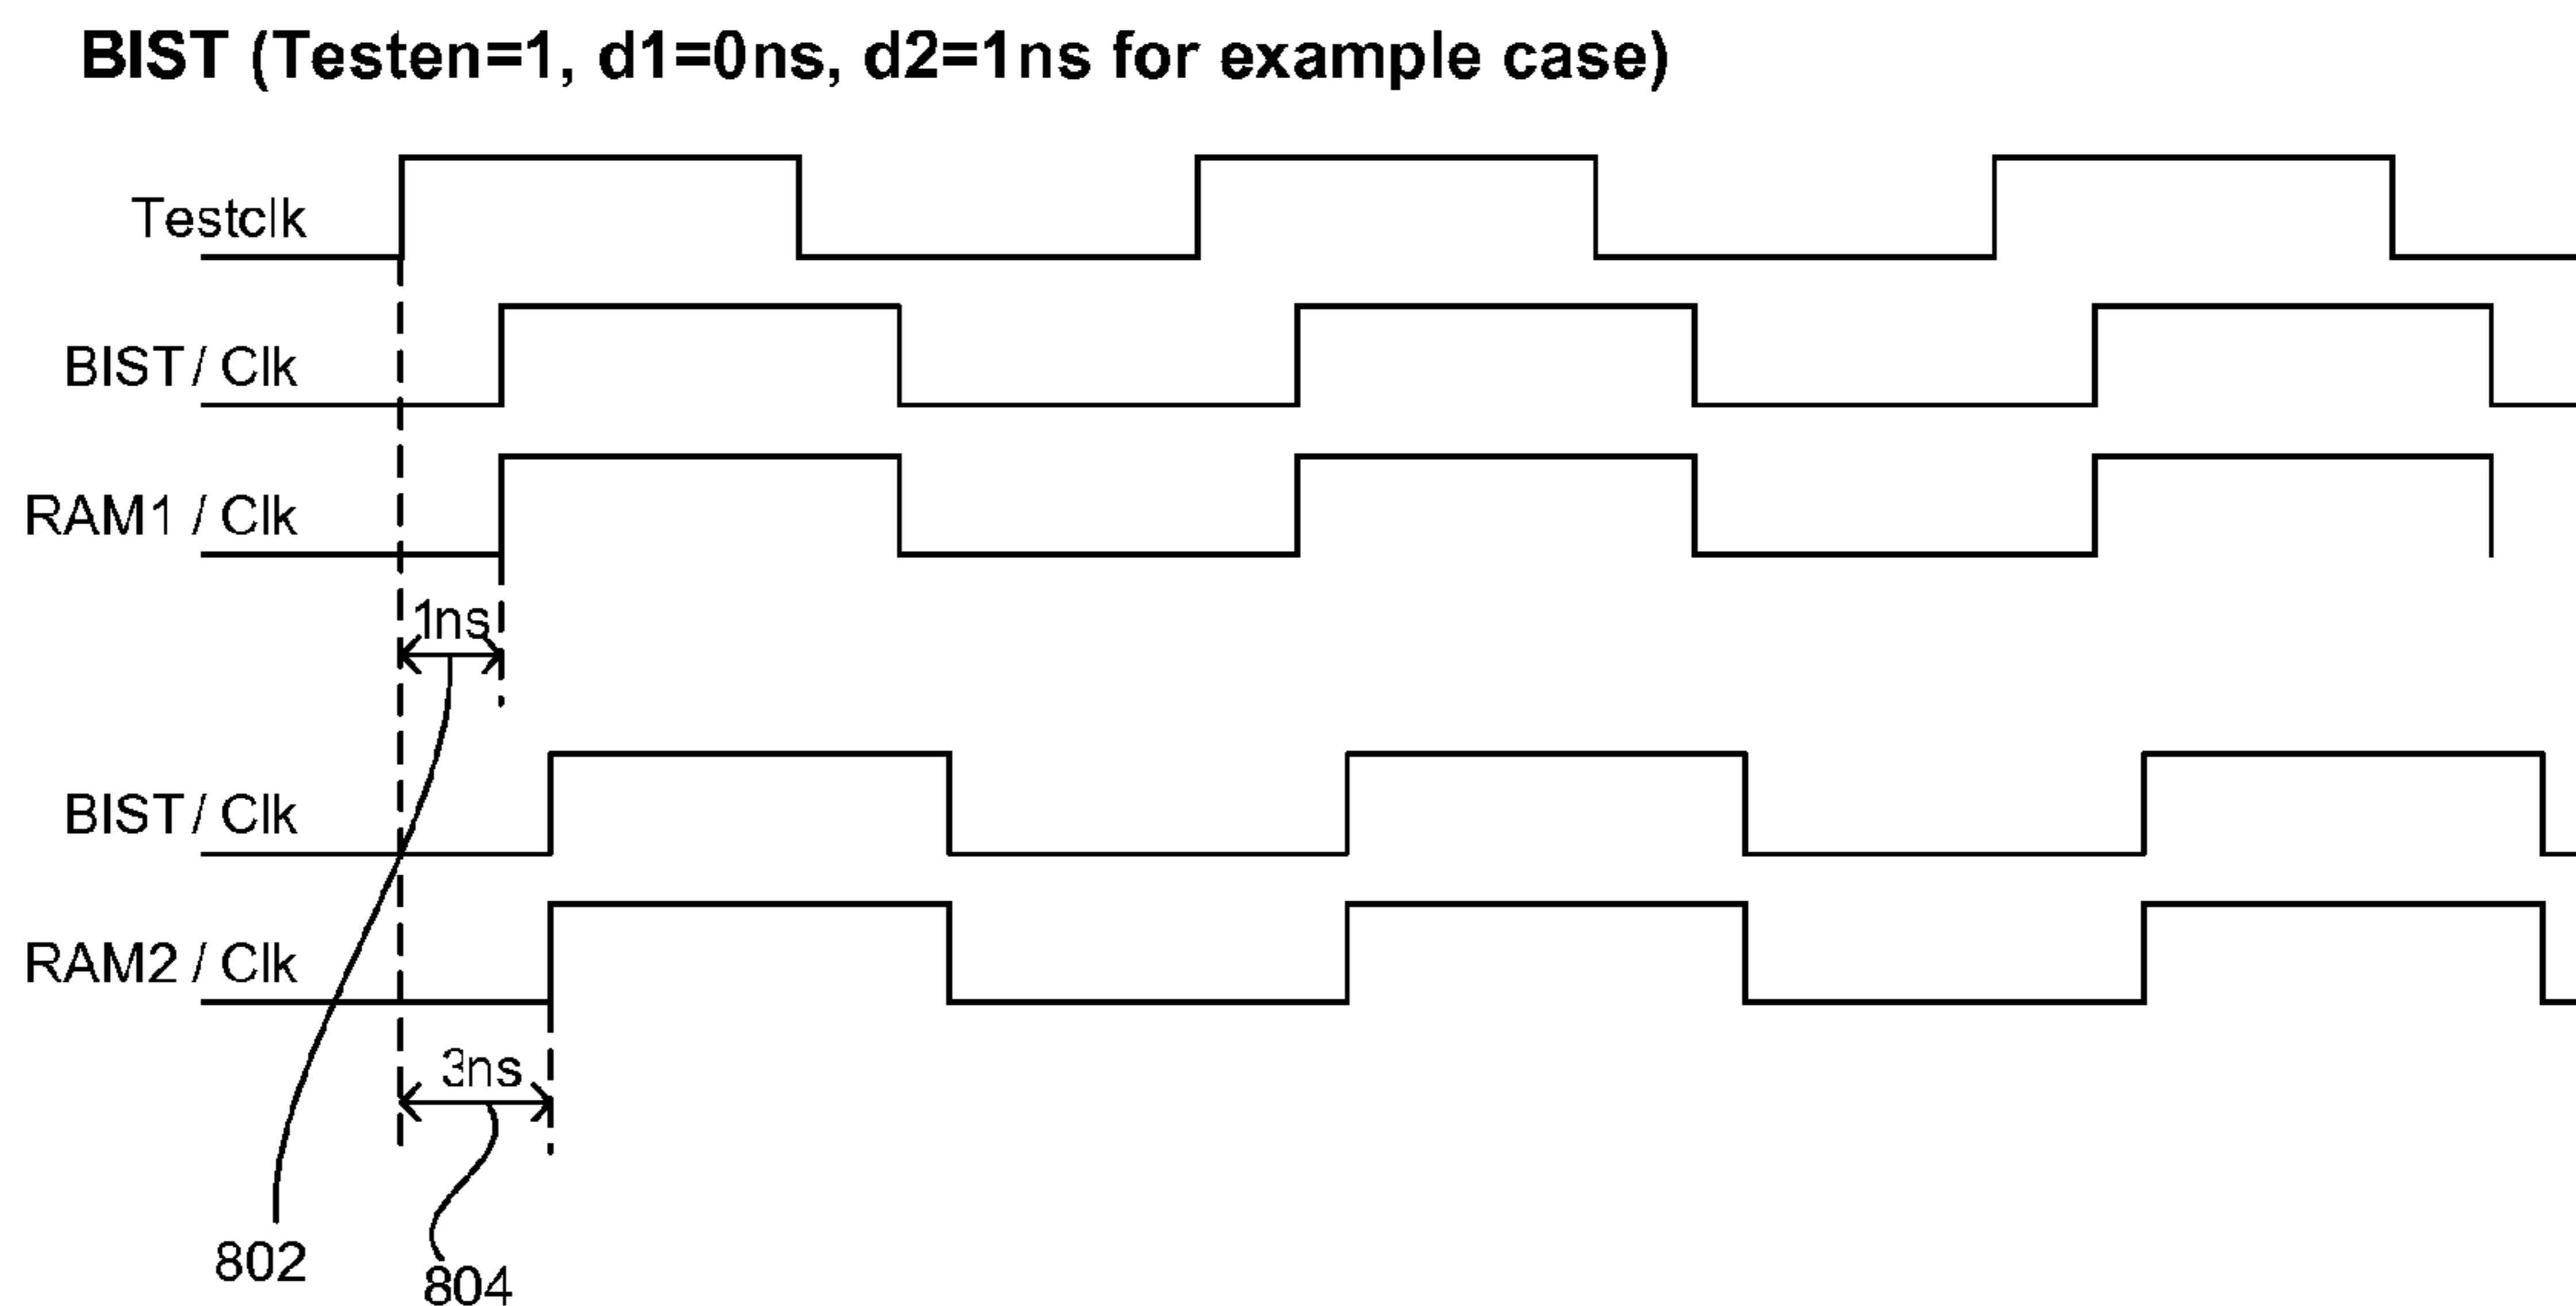 BIST (Testen=1, d1=0ns, d2=1ns for example case)
Testclk
BIST / Clk
RAM1 / Clk
1ns
BIST / Clk
RAM2 / Clk
3ns
802
804